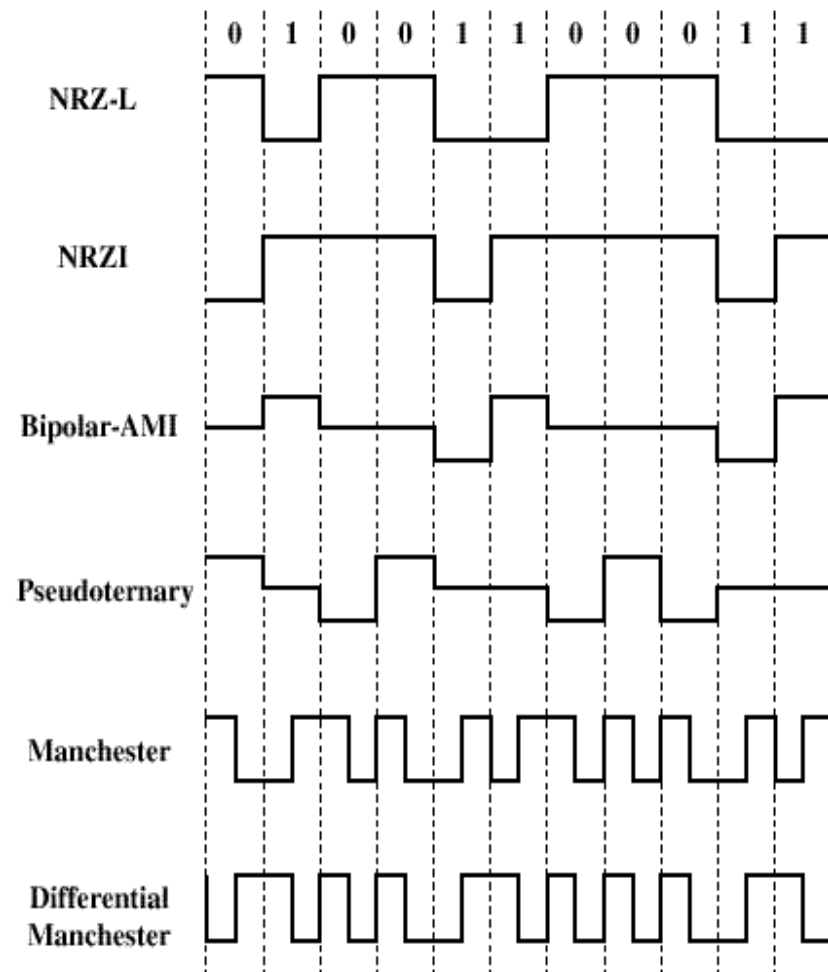 0 1 0 0 1 1 0 0 0 1 1
NRZ-L
NRZI
Bipolar-AMI
Pseudoternary
Manchester
Differential
Manchester